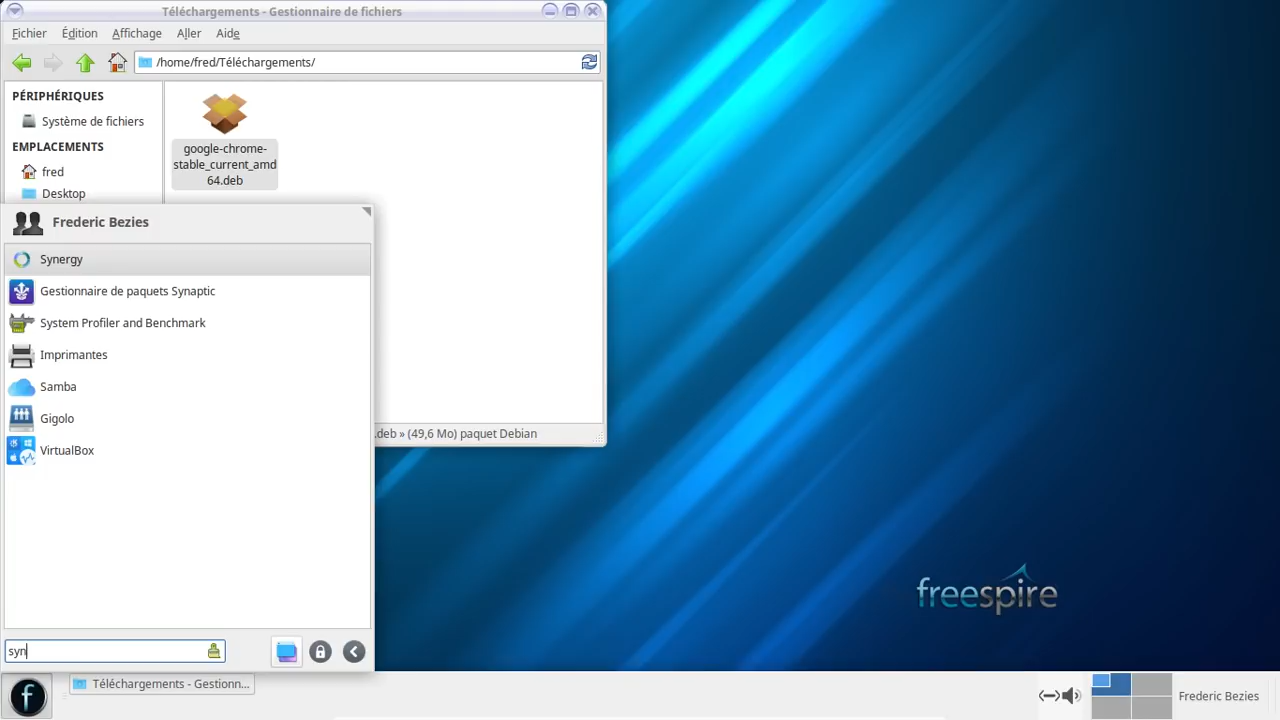 Téléchargements - Gestionnaire de fichiers
Fichier Édition Affichage Aller Aide
/home/fred/Téléchargements/
PÉRIPHÉRIQUES
Système de fichiers
EMPLACEMENTS
fred
Desktop
google-chrome-
stable_current_amd
64.deb
Frederic Bezies
Synergy
Gestionnaire de paquets Synaptic
System Profiler and Benchmark
Imprimantes
Samba
Gigolo
VirtualBox
.deb » (49,6 Mo) paquet Debian
freespire
syn
Téléchargements - Gestionn...
Frederic Bezies